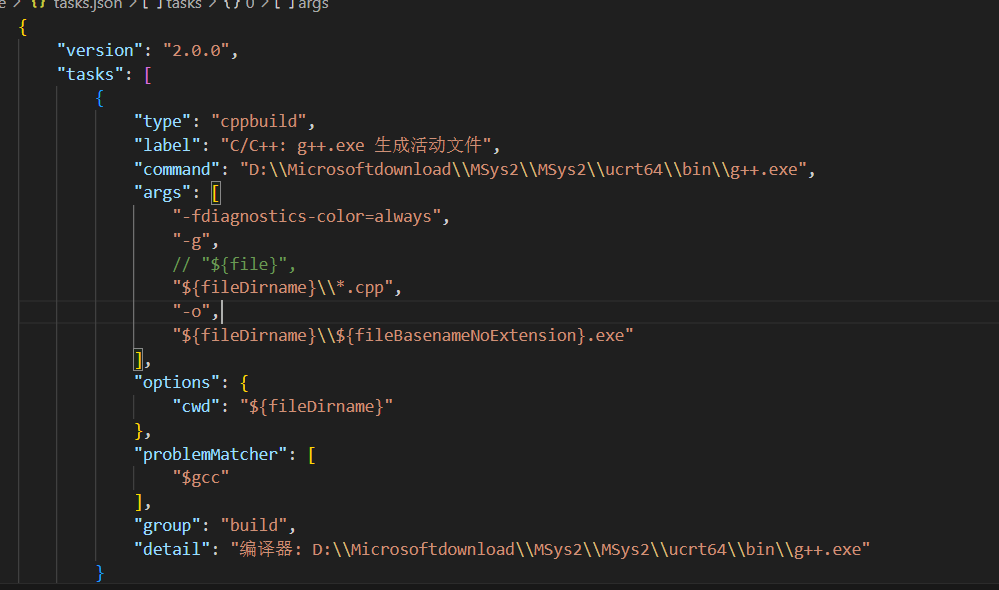 e > {} tasks.json > [ ] tasks > {} 0 > [ ] args
{
    "version": "2.0.0",
    "tasks": [
        {
            "type": "cppbuild",
            "label": "C/C++: g++.exe 生成活动文件",
            "command": "D:\\Microsoftdownload\\MSys2\\MSys2\\ucrt64\\bin\\g++.exe",
            "args": [
                "-fdiagnostics-color=always",
                "-g",
                // "${file}",
                "${fileDirname}\\*.cpp",
                "-o",
                "${fileDirname}\\${fileBasenameNoExtension}.exe"
            ],
            "options": {
                "cwd": "${fileDirname}"
            },
            "problemMatcher": [
                "$gcc"
            ],
            "group": "build",
            "detail": "编译器: D:\\Microsoftdownload\\MSys2\\MSys2\\ucrt64\\bin\\g++.exe"
        }